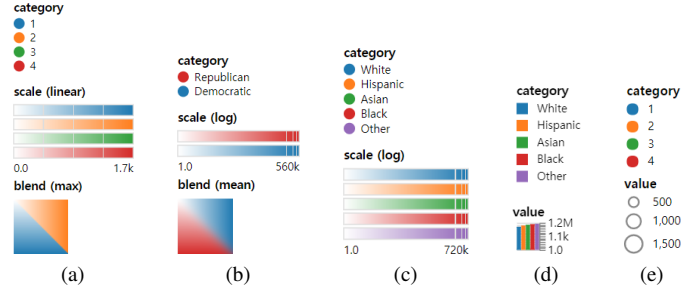 category
1
2
3
4
scale (linear)
0.0 1.7k
blend (max)
(a)
category
Republican
Democratic
scale (log)
1.0 560k
blend (mean)
(b)
category
White
Hispanic
Asian
Black
Other
scale (log)
1.0 720k
(c)
category
White
Hispanic
Asian
Black
Other
value
1.2M
1.1k
1.0
(d)
category
1
2
3
4
value
500
1,000
1,500
(e)